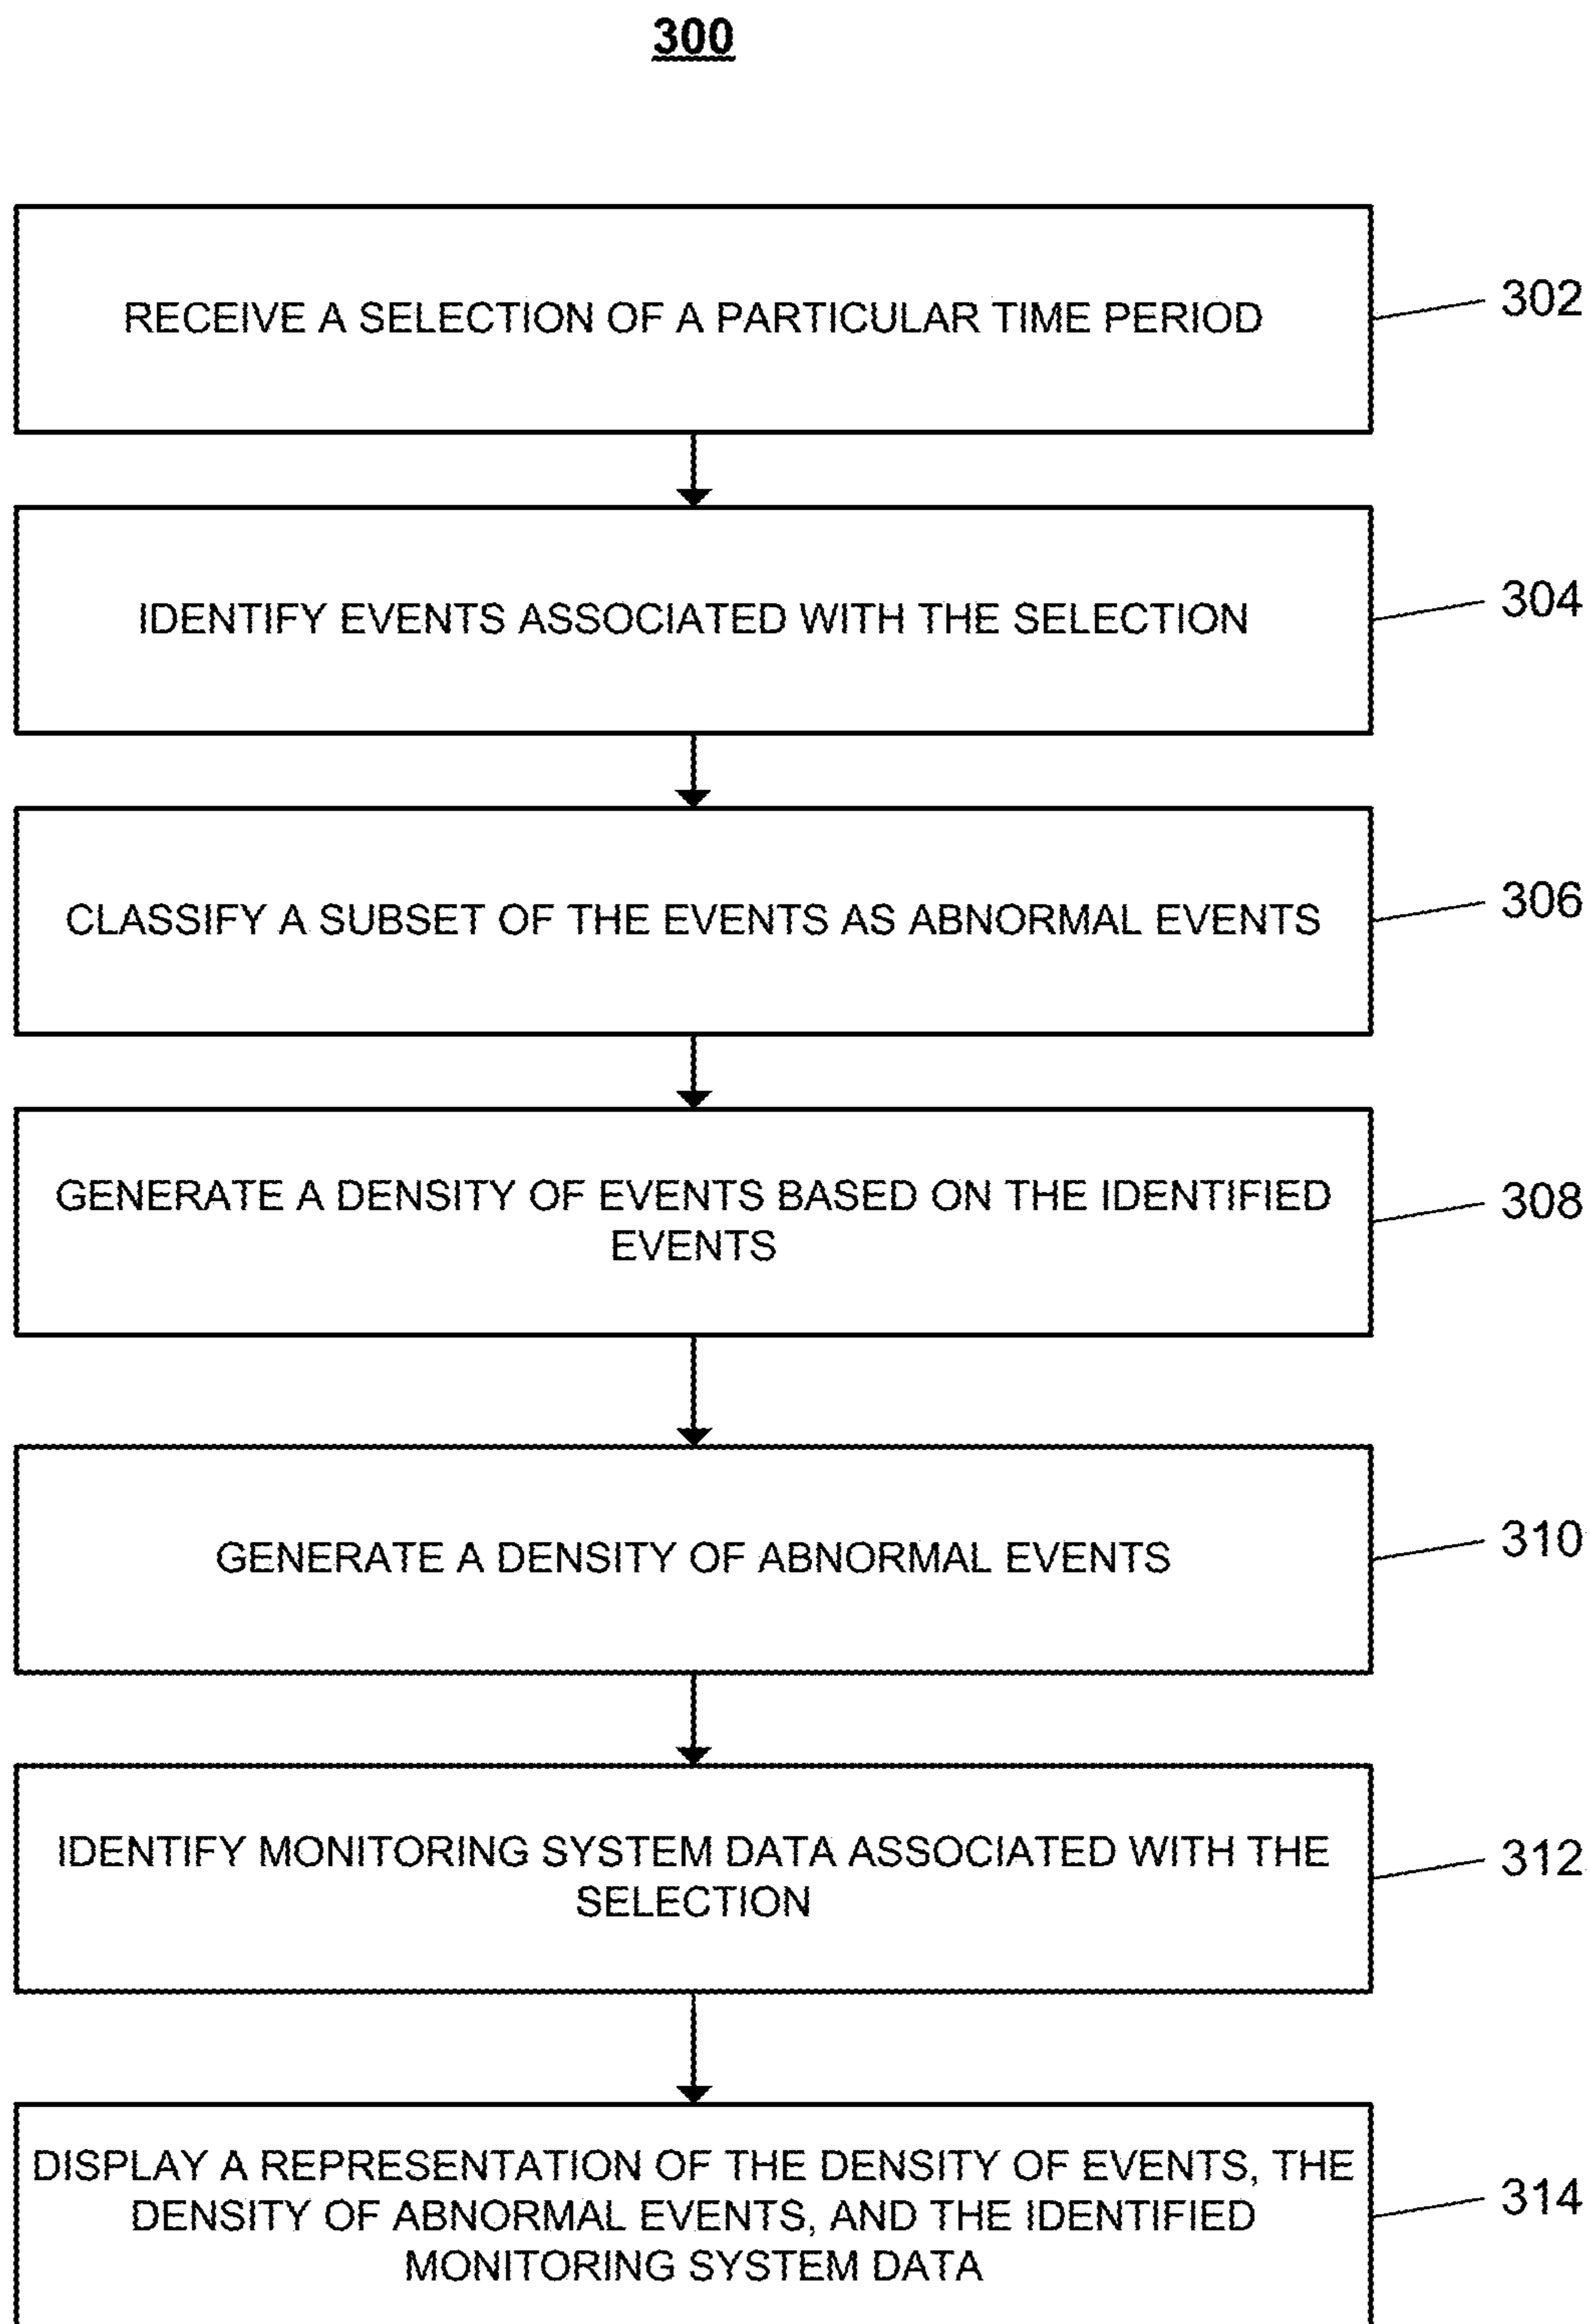 300
RECEIVE A SELECTION OF A PARTICULAR TIME PERIOD
302
IDENTIFY EVENTS ASSOCIATED WITH THE SELECTION
304
CLASSIFY A SUBSET OF THE EVENTS AS ABNORMAL EVENTS
306
GENERATE A DENSITY OF EVENTS BASED ON THE IDENTIFIED
EVENTS
308
GENERATE A DENSITY OF ABNORMAL EVENTS
310
IDENTIFY MONITORING SYSTEM DATA ASSOCIATED WITH THE
SELECTION
312
DISPLAY A REPRESENTATION OF THE DENSITY OF EVENTS, THE
DENSITY OF ABNORMAL EVENTS, AND THE IDENTIFIED
MONITORING SYSTEM DATA
314